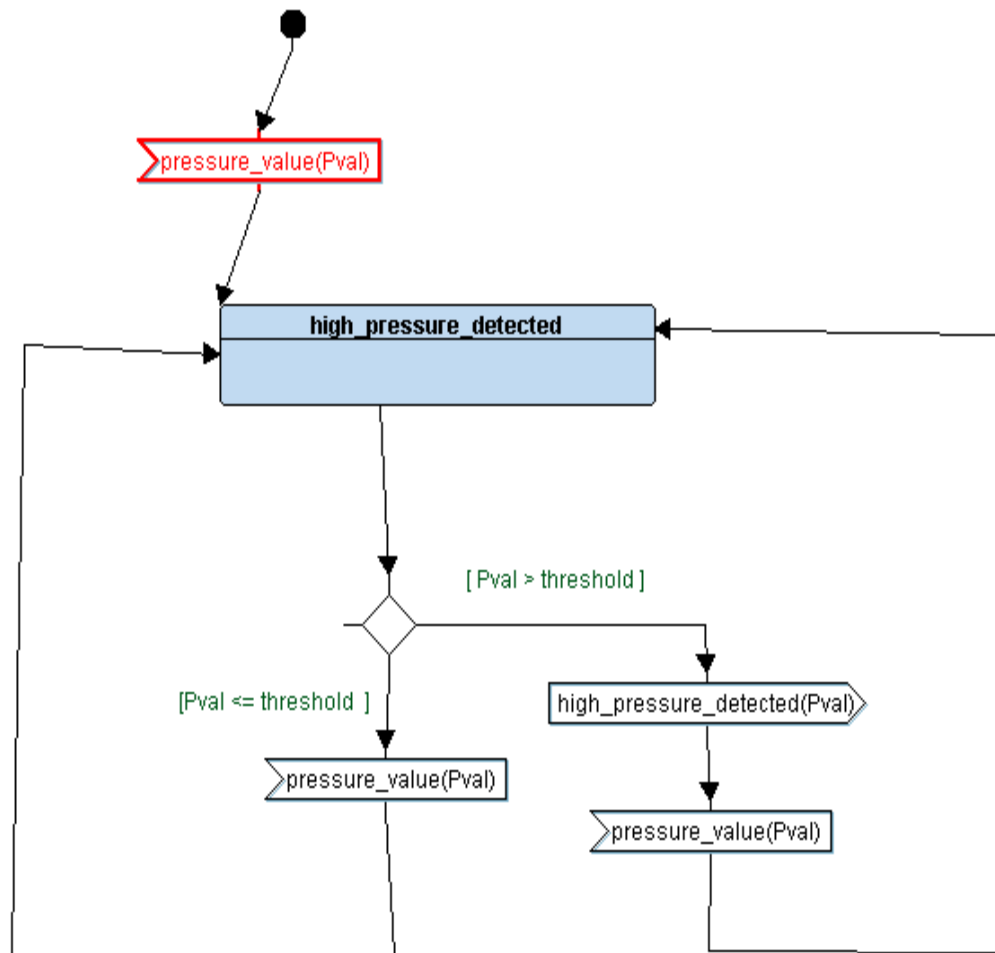 pressure_value(Pval)
high_pressure_detected
[ Pval > threshold ]
[Pval <= threshold  ]
high_pressure_detected(Pval)
pressure_value(Pval)
pressure_value(Pval)